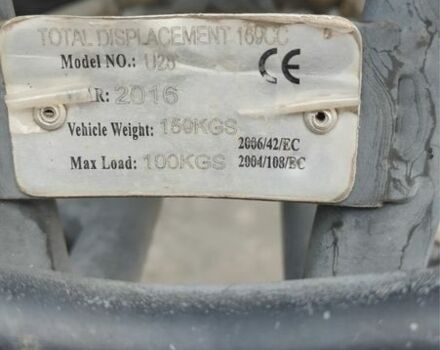 TOTAL DISPLACEMENT 169CC
Model NO.:
AR: 2016
Vehicle Weight: 150KGS
2006/42/EC
Max Load: 100KGS 2004/108/EC
CE